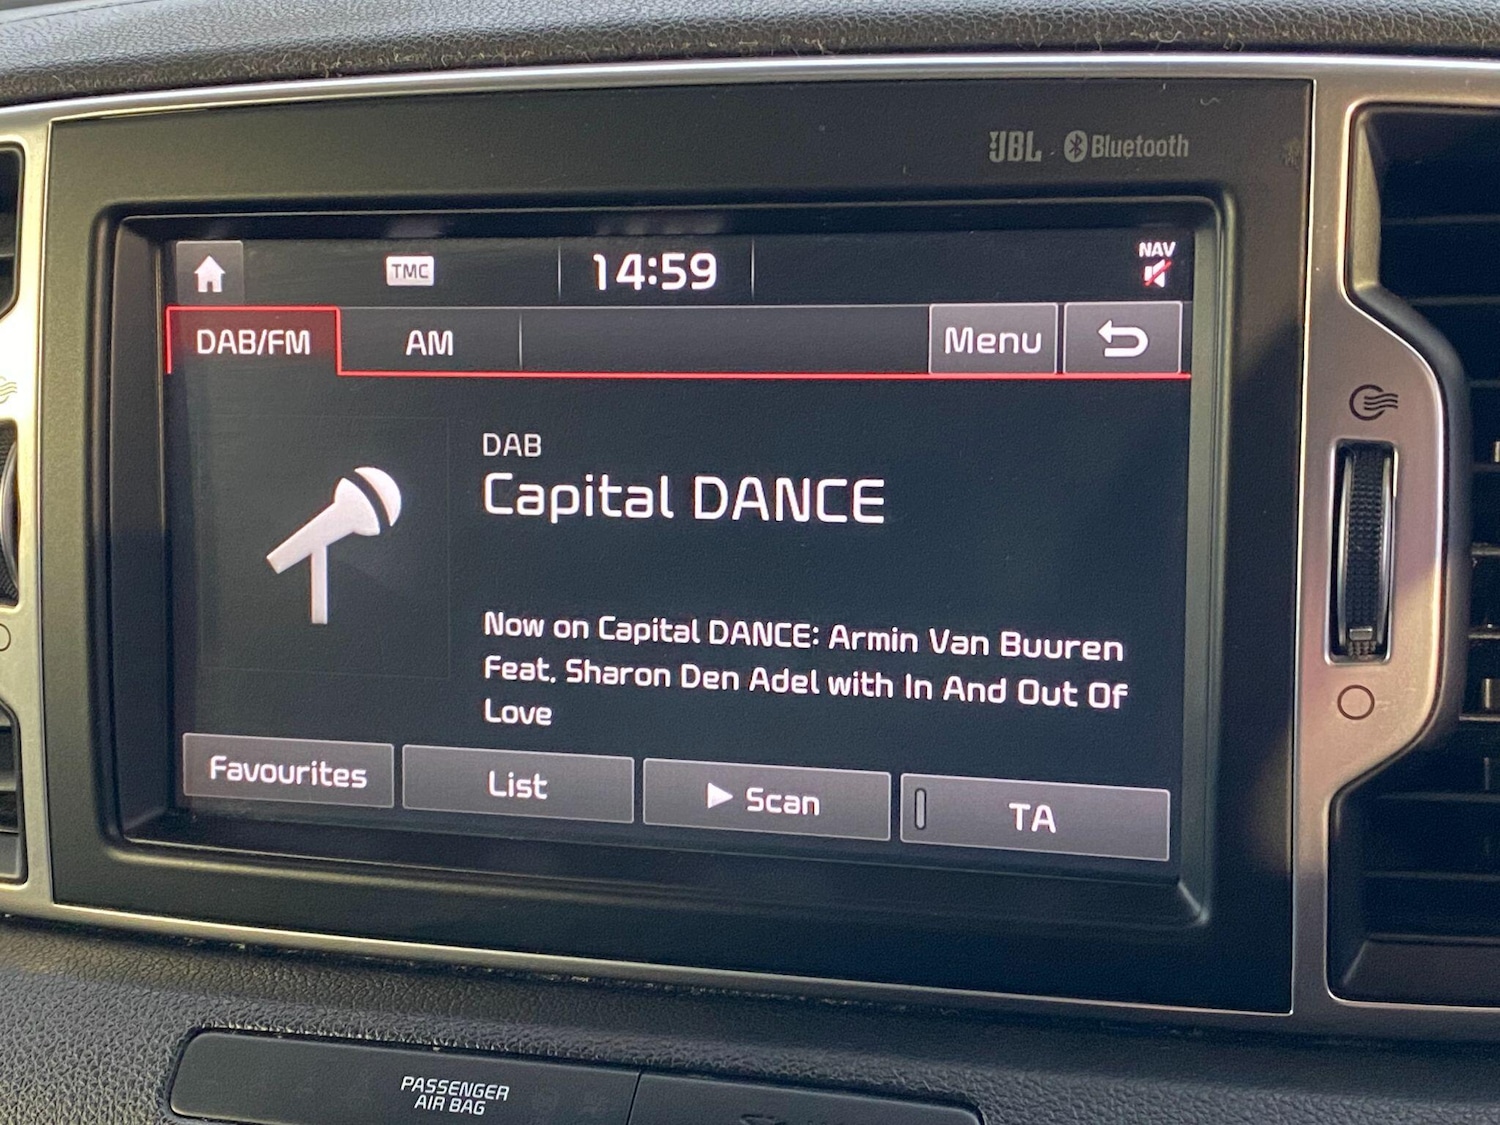 JBL Bluetooth
TMC 14:59 NAV
DAB/FM AM Menu
DAB
Capital DANCE
Now on Capital DANCE: Armin Van Buuren
Feat. Sharon Den Adel with In And Out Of
Love
Favourites List Scan TA
PASSENGER
AIR BAG